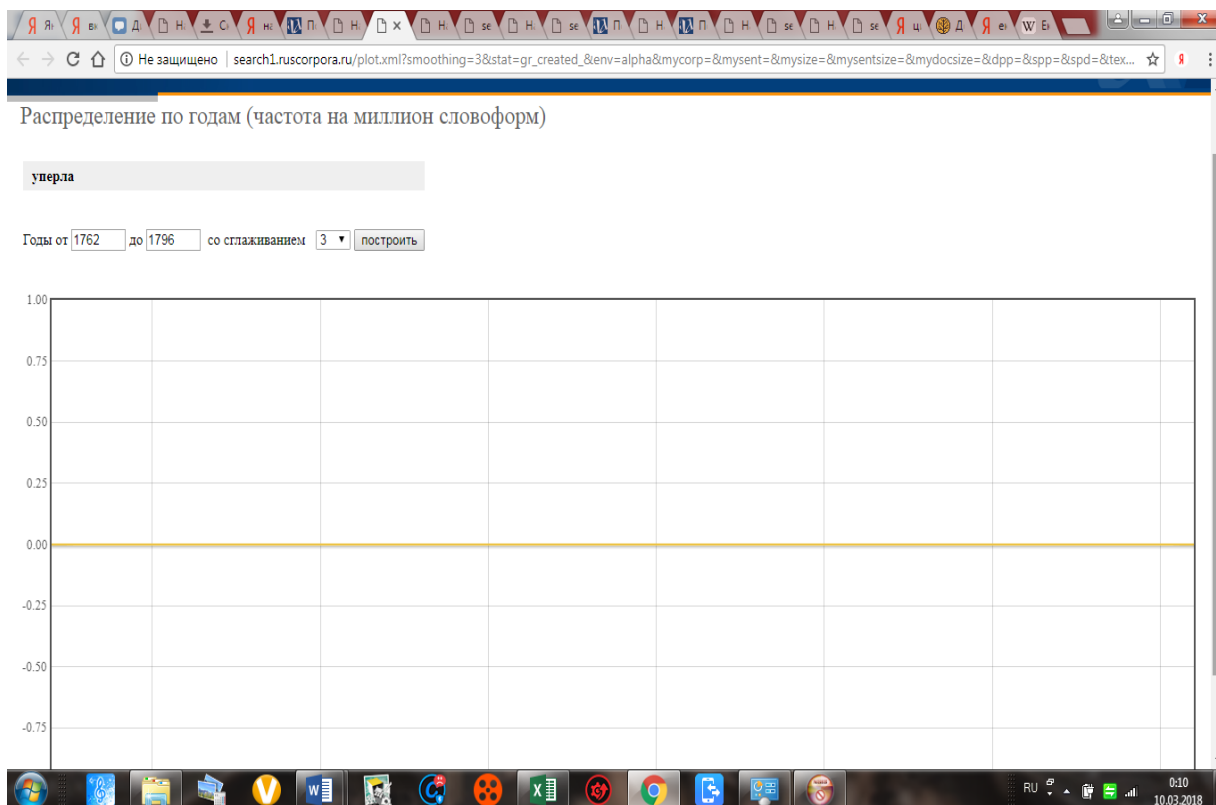 Не защищено | search1.ruscorpora.ru/plot.xml?smoothing=3&stat=gr_created_&env=alpha&mycorp=&mysent=&mysize=&mysentsize=&mydocsize=&dpp=&spp=&spd=&tex...
Распределение по годам (частота на миллион словоформ)
уперла
Годы от 1762 до 1796 со сглаживанием 3 построить
1.00
0.75
0.50
0.25
0.00
-0.25
-0.50
-0.75
RU 0:10
10.03.2018